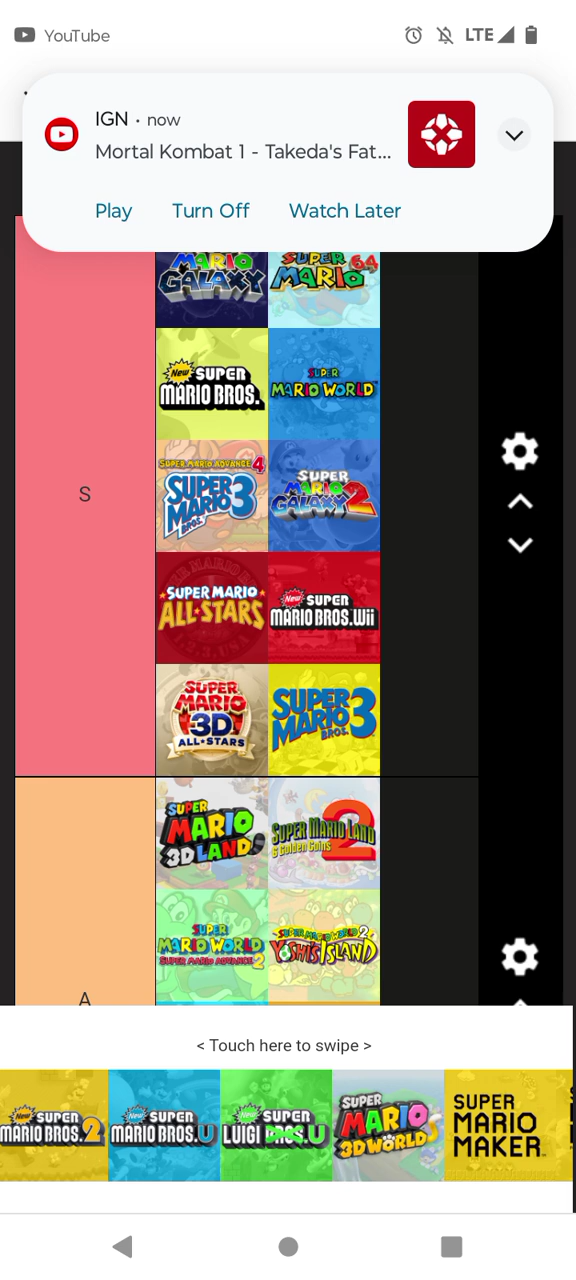 YouTube
LTE
IGN • now
Mortal Kombat 1 - Takeda's Fat...
Play Turn Off Watch Later
MARIO GALAXY
SUPER MARIO 64
New SUPER MARIO BROS.
SUPER MARIO WORLD
S
SUPER MARIO ADVANCE 4
SUPER MARIO BROS. 3
SUPER MARIO GALAXY 2
SUPER MARIO ALL-STARS
New SUPER MARIO BROS. Wii
SUPER MARIO 3D ALL-STARS
SUPER MARIO BROS. 3
SUPER MARIO 3D LAND
SUPER MARIO LAND 2
6 Golden Coins
SUPER MARIO WORLD
SUPER MARIO ADVANCE 2
SUPER MARIO WORLD 2
YOSHI'S ISLAND
A
< Touch here to swipe >
New SUPER MARIO BROS. 2
New SUPER MARIO BROS. U
New SUPER LUIGI U
SUPER MARIO 3D WORLD
SUPER MARIO MAKER